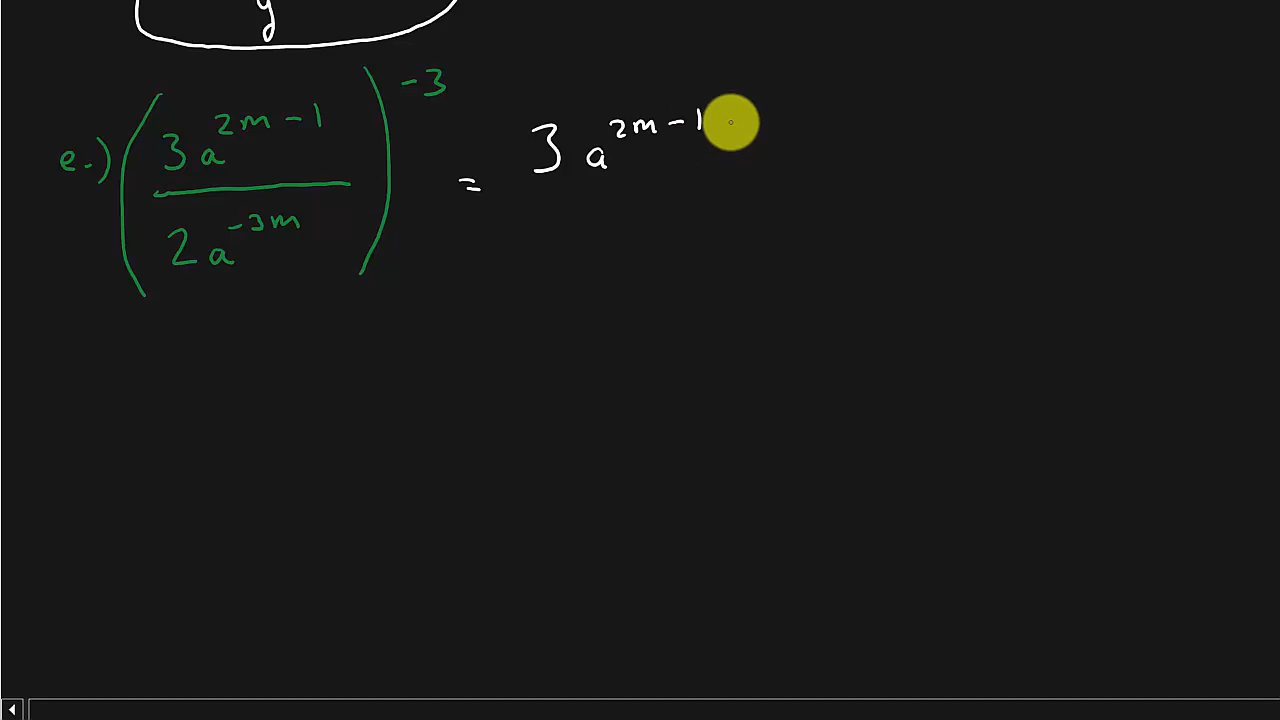 y
e.) (3a^(2m-1) / 2a^(-3m))^(-3) = 3a^(2m-1)